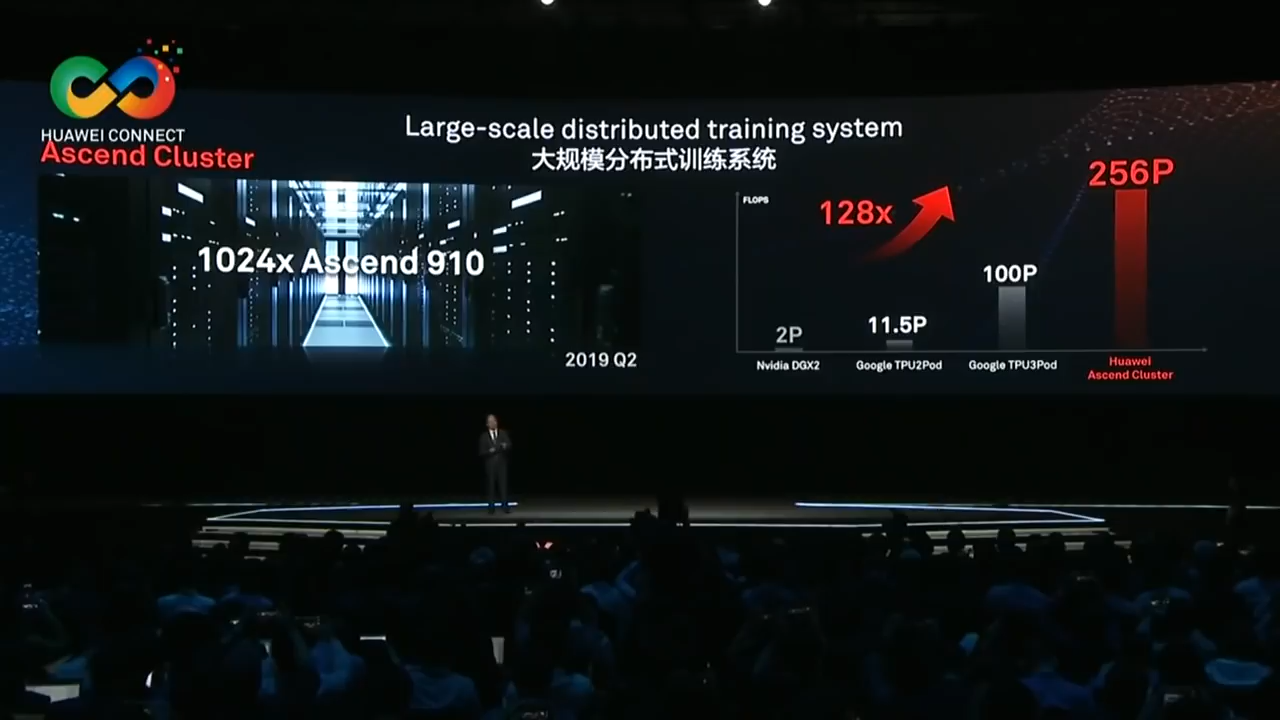 HUAWEI CONNECT
Ascend Cluster
Large-scale distributed training system
大规模分布式训练系统
1024x Ascend 910
2019 Q2
FLOPS
128x
2P
11.5P
100P
256P
Nvidia DGX2
Google TPU2Pod
Google TPU3Pod
Huawei
Ascend Cluster